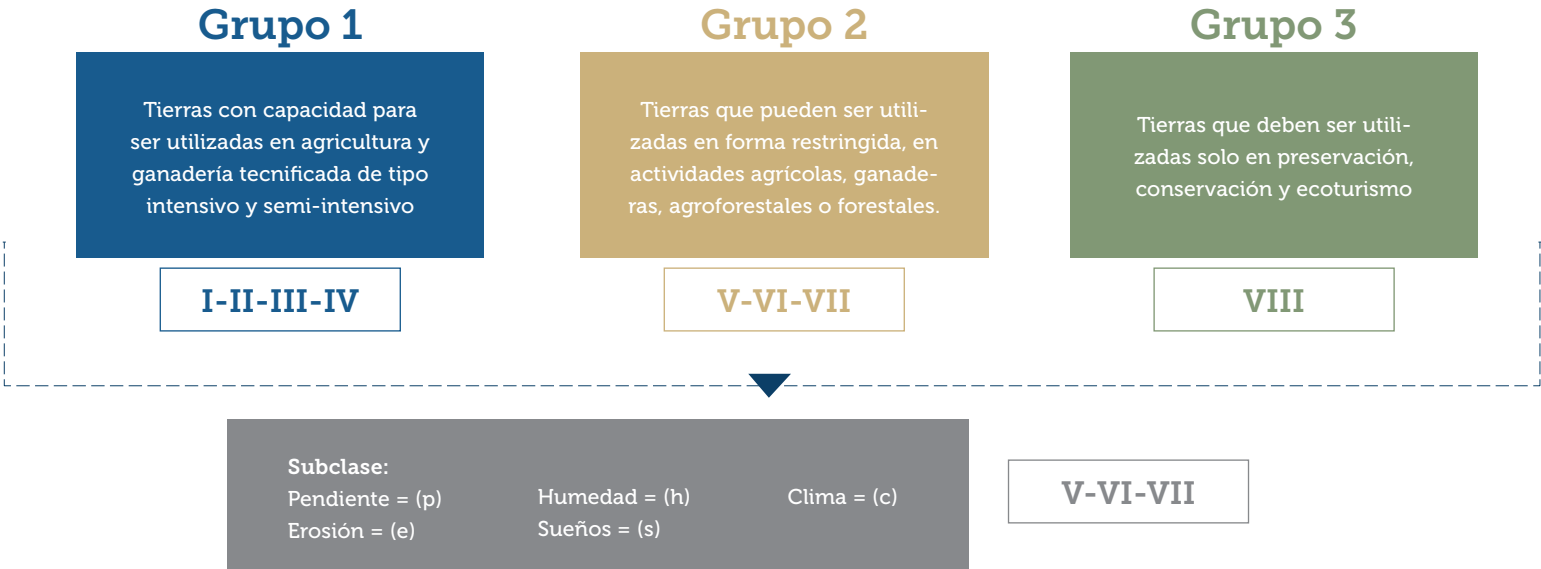 Grupo 1
Tierras con capacidad para
ser utilizadas en agricultura y
ganadería tecnificada de tipo
intensivo y semi-intensivo
I-II-III-IV
Grupo 2
Tierras que pueden ser utili-
zadas en forma restringida, en
actividades agrícolas, ganade-
ras, agroforestales o forestales.
V-VI-VII
Grupo 3
Tierras que deben ser utili-
zadas solo en preservación,
conservación y ecoturismo
VIII
Subclase:
Pendiente = (p)
Erosión = (e)
Humedad = (h)
Sueños = (s)
Clima = (c)
V-VI-VII